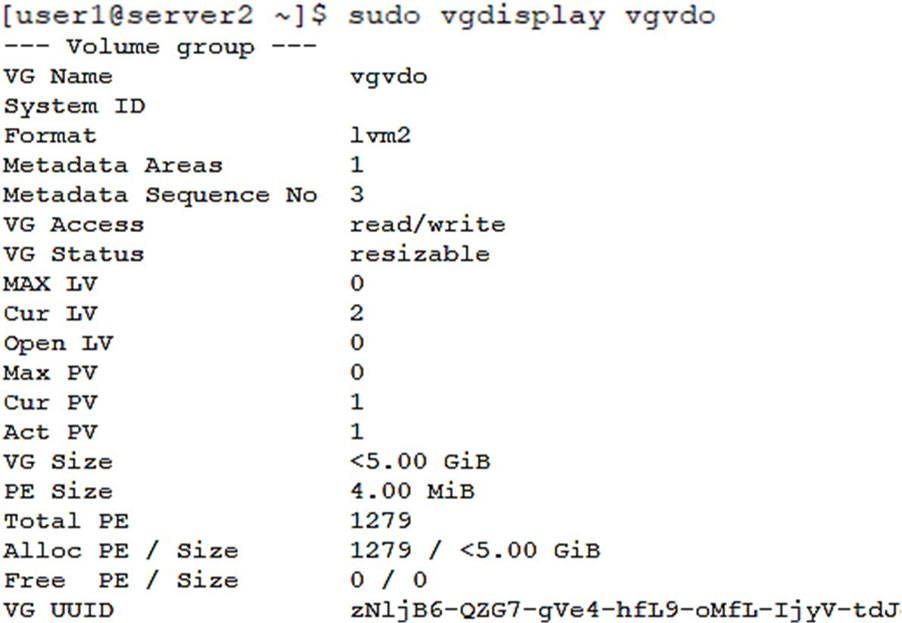 [user1@server2 ~]$ sudo vgdisplay vgvdo
--- Volume group ---
VG Name vgvdo
System ID
Format lvm2
Metadata Areas 1
Metadata Sequence No 3
VG Access read/write
VG Status resizable
MAX LV 0
Cur LV 2
Open LV 0
Max PV 0
Cur PV 1
Act PV 1
VG Size <5.00 GiB
PE Size 4.00 MiB
Total PE 1279
Alloc PE / Size 1279 / <5.00 GiB
Free PE / Size 0 / 0
VG UUID zNljB6-QZG7-gVe4-hfL9-oMfL-IjyV-tdJ